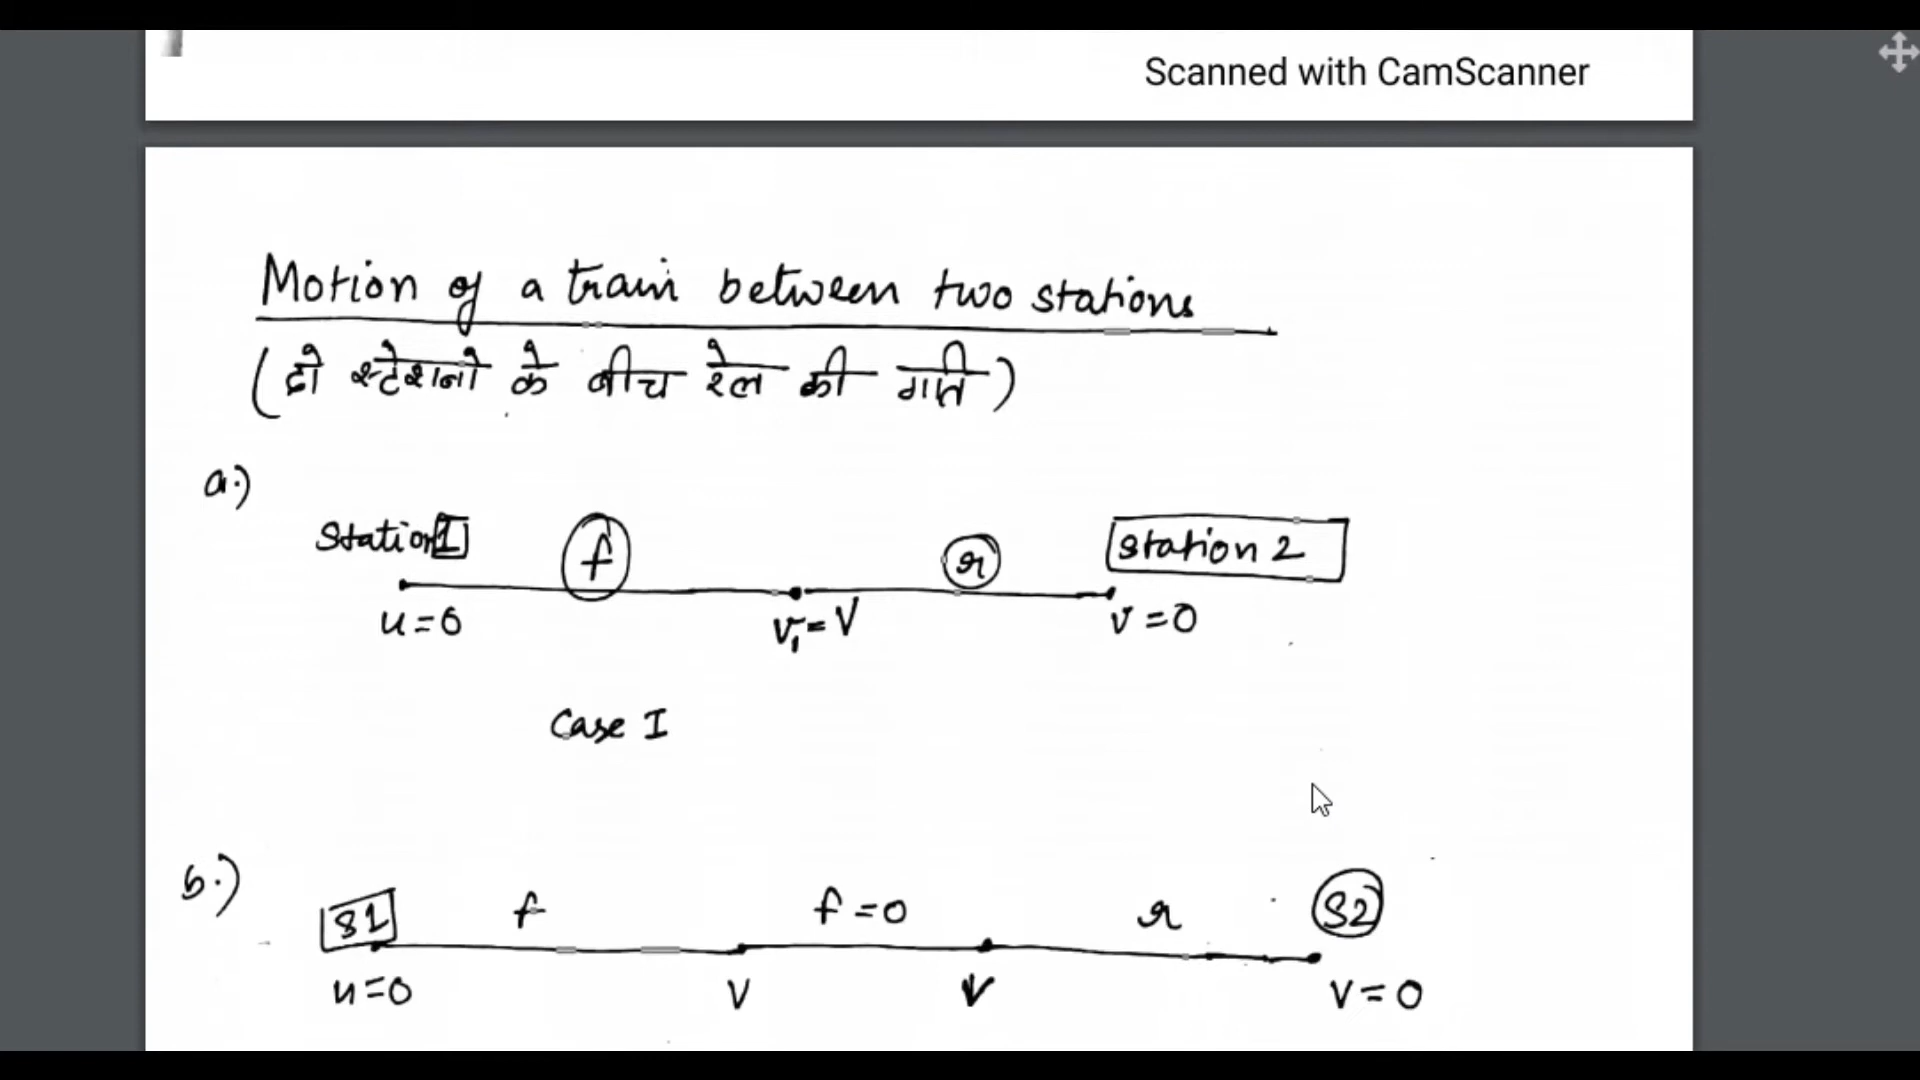 Scanned with CamScanner
Motion of a train between two stations
(दो स्टेशनो के बीच रेल की गति)
a.)
Station 1 f r Station 2
u=0 v₁=V v=0
Case I
b.)
S1 f f=0 r S2
u=0 V V V=0